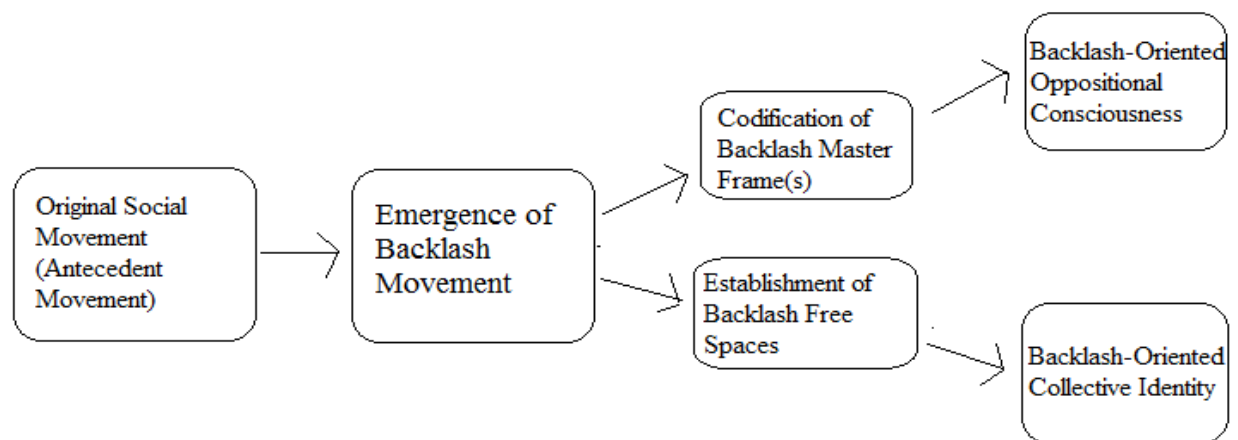 Original Social
Movement
(Antecedent
Movement)
Emergence of
Backlash
Movement
Codification of
Backlash Master
Frame(s)
Establishment of
Backlash Free
Spaces
Backlash-Oriented
Oppositional
Consciousness
Backlash-Oriented
Collective Identity